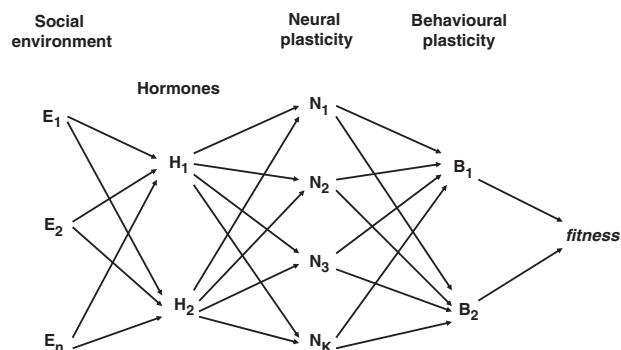 Social
environment
Hormones
Neural
plasticity
Behavioural
plasticity
E1
E2
En
H1
H2
N1
N2
N3
NK
B1
B2
fitness